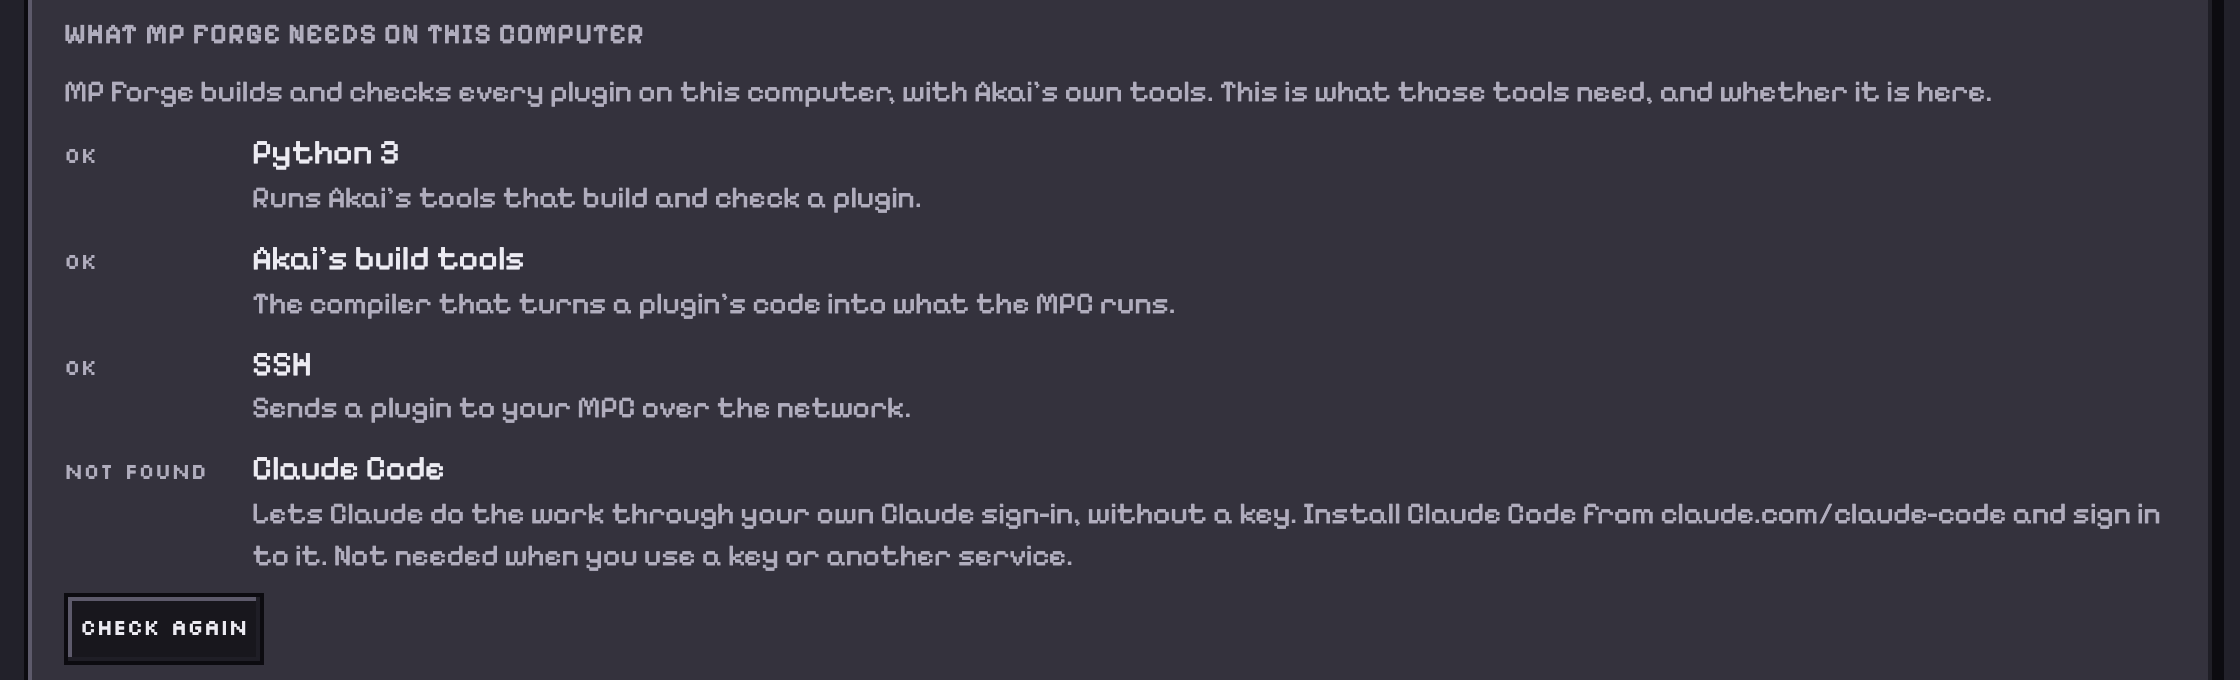 WHAT MP FORGE NEEDS ON THIS COMPUTER
MP Forge builds and checks every plugin on this computer, with Akai's own tools. This is what those tools need, and whether it is here.
OK Python 3
Runs Akai's tools that build and check a plugin.
OK Akai's build tools
The compiler that turns a plugin's code into what the MPC runs.
OK SSH
Sends a plugin to your MPC over the network.
NOT FOUND Claude Code
Lets Claude do the work through your own Claude sign-in, without a key. Install Claude Code from claude.com/claude-code and sign in
to it. Not needed when you use a key or another service.
CHECK AGAIN